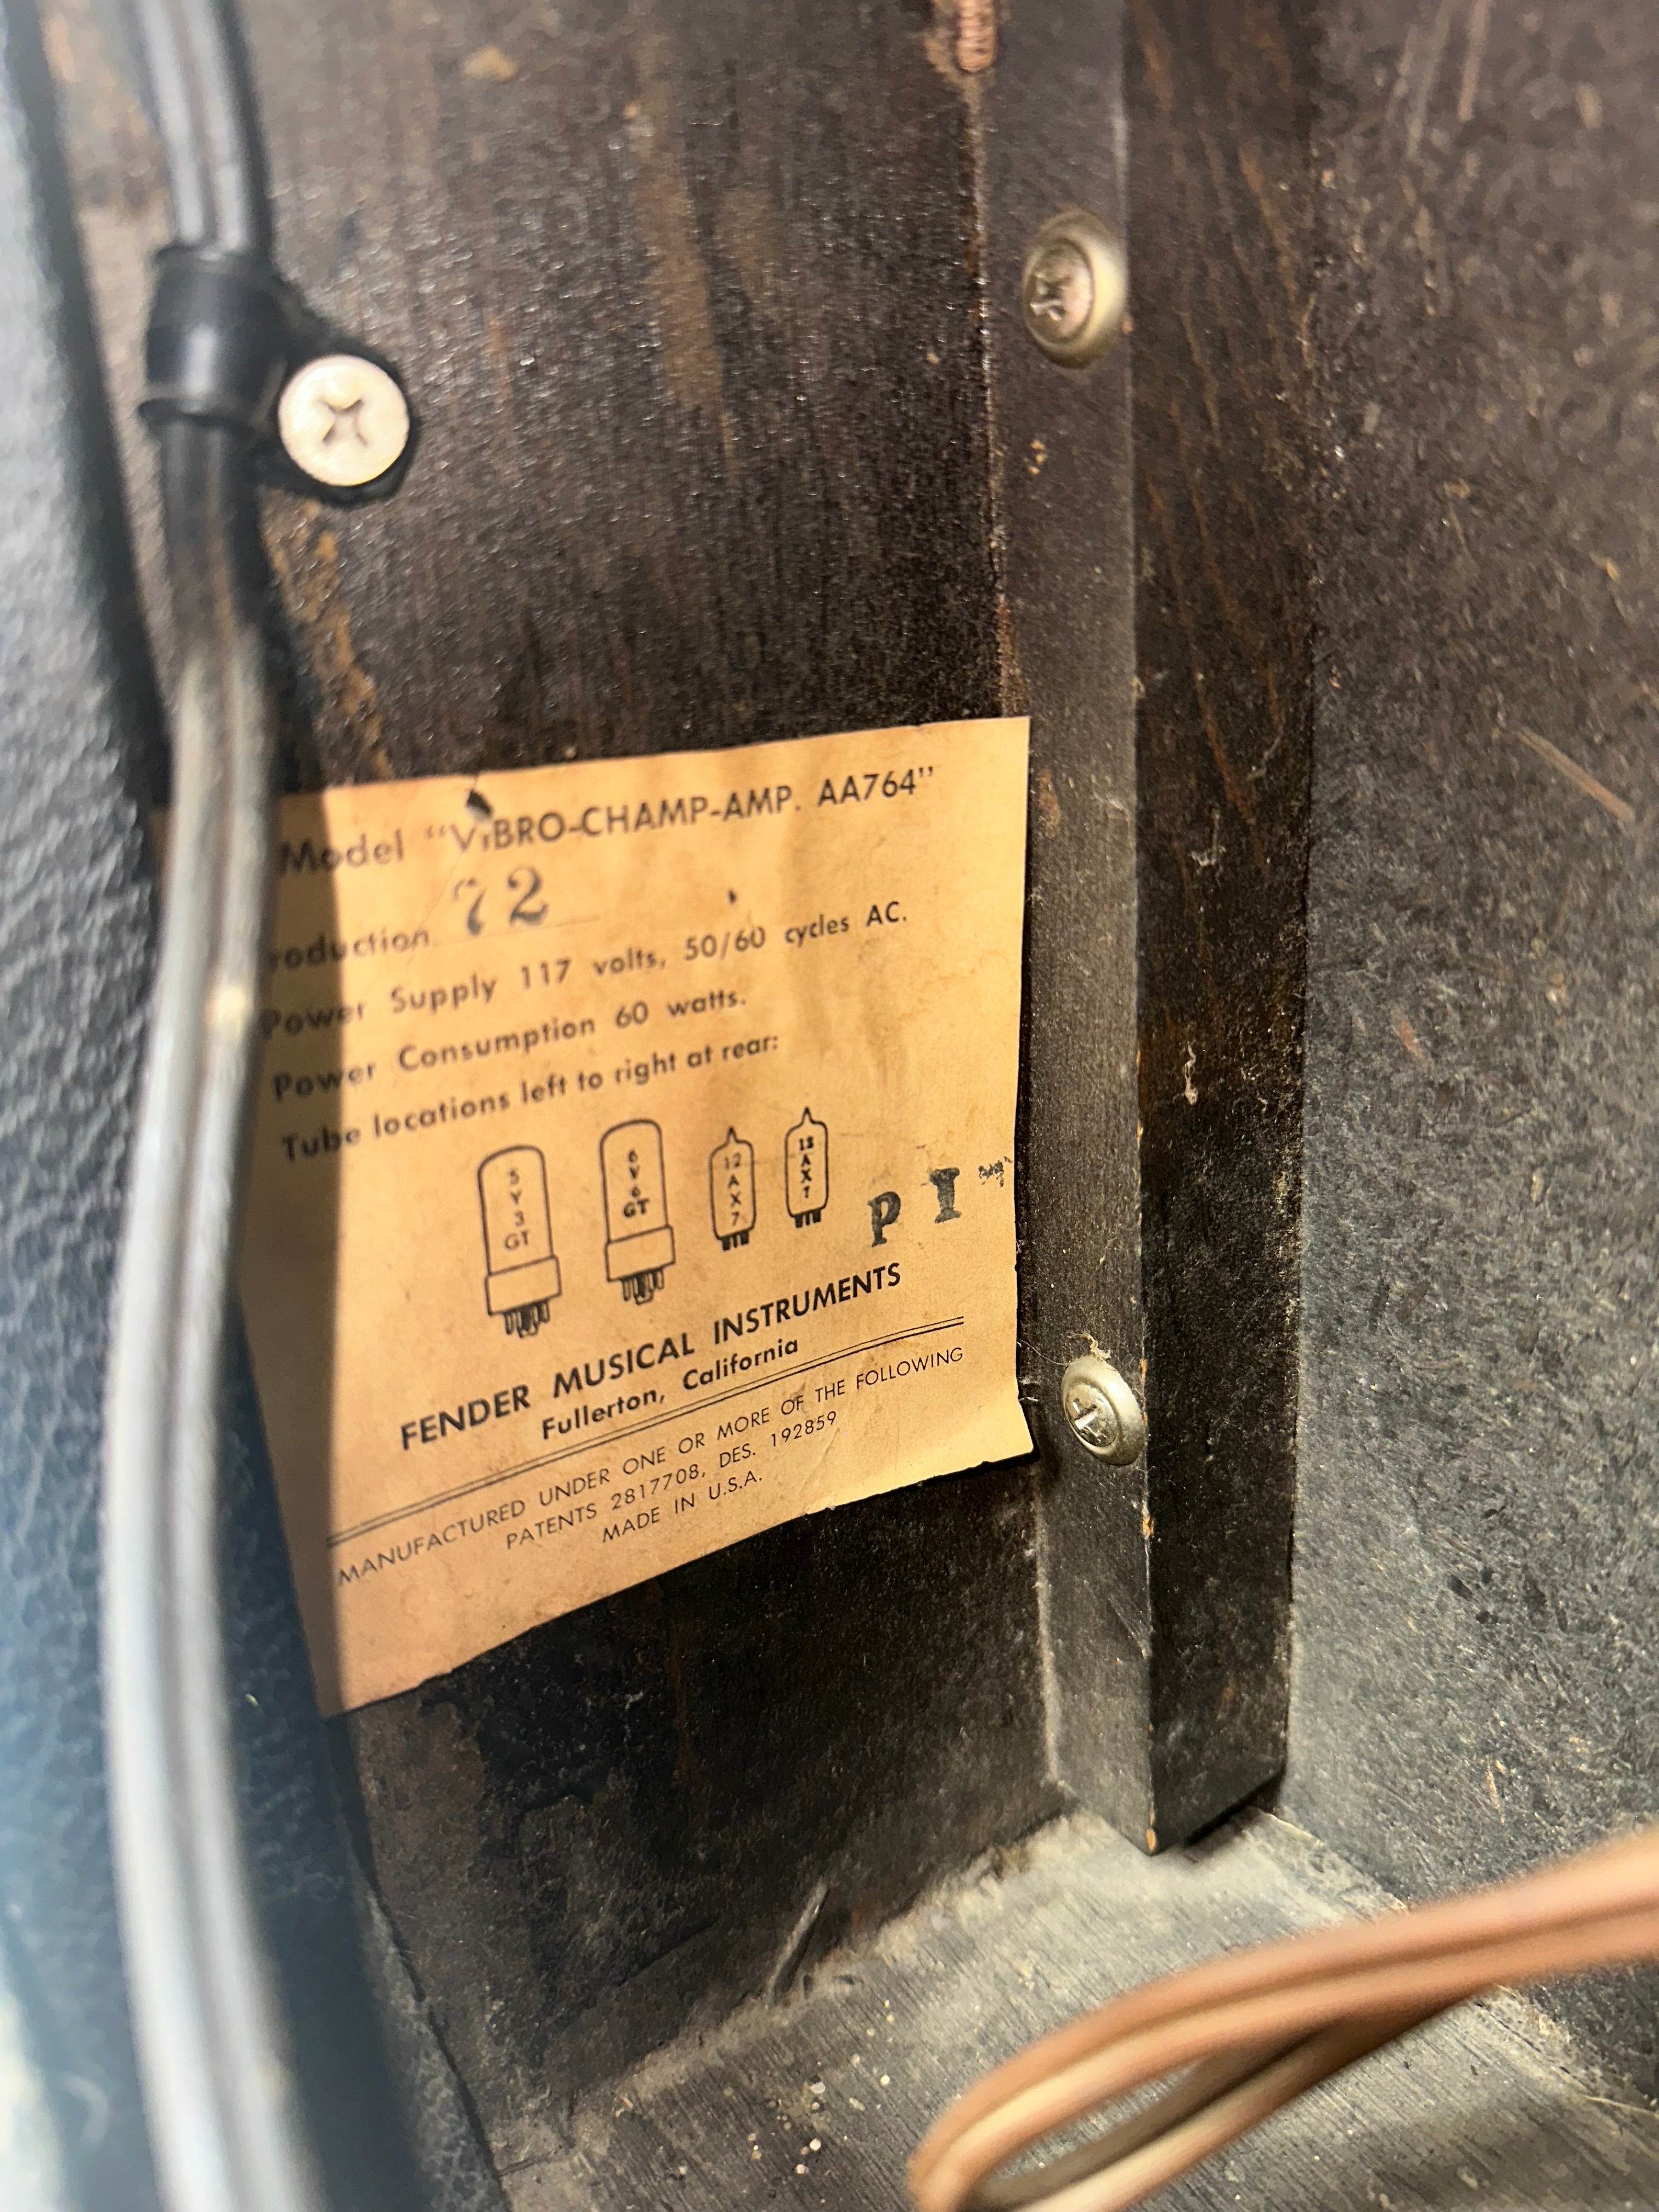 Model "VIBRO-CHAMP-AMP. AA764"
roduction 72
Power Supply 117 volts, 50/60 cycles AC.
Power Consumption 60 watts.
Tube locations left to right at rear:
5Y3GT 6V6GT 12AX7 12AX7
P I
FENDER MUSICAL INSTRUMENTS
Fullerton, California
MANUFACTURED UNDER ONE OR MORE OF THE FOLLOWING
PATENTS 2817708, DES. 192859
MADE IN U.S.A.